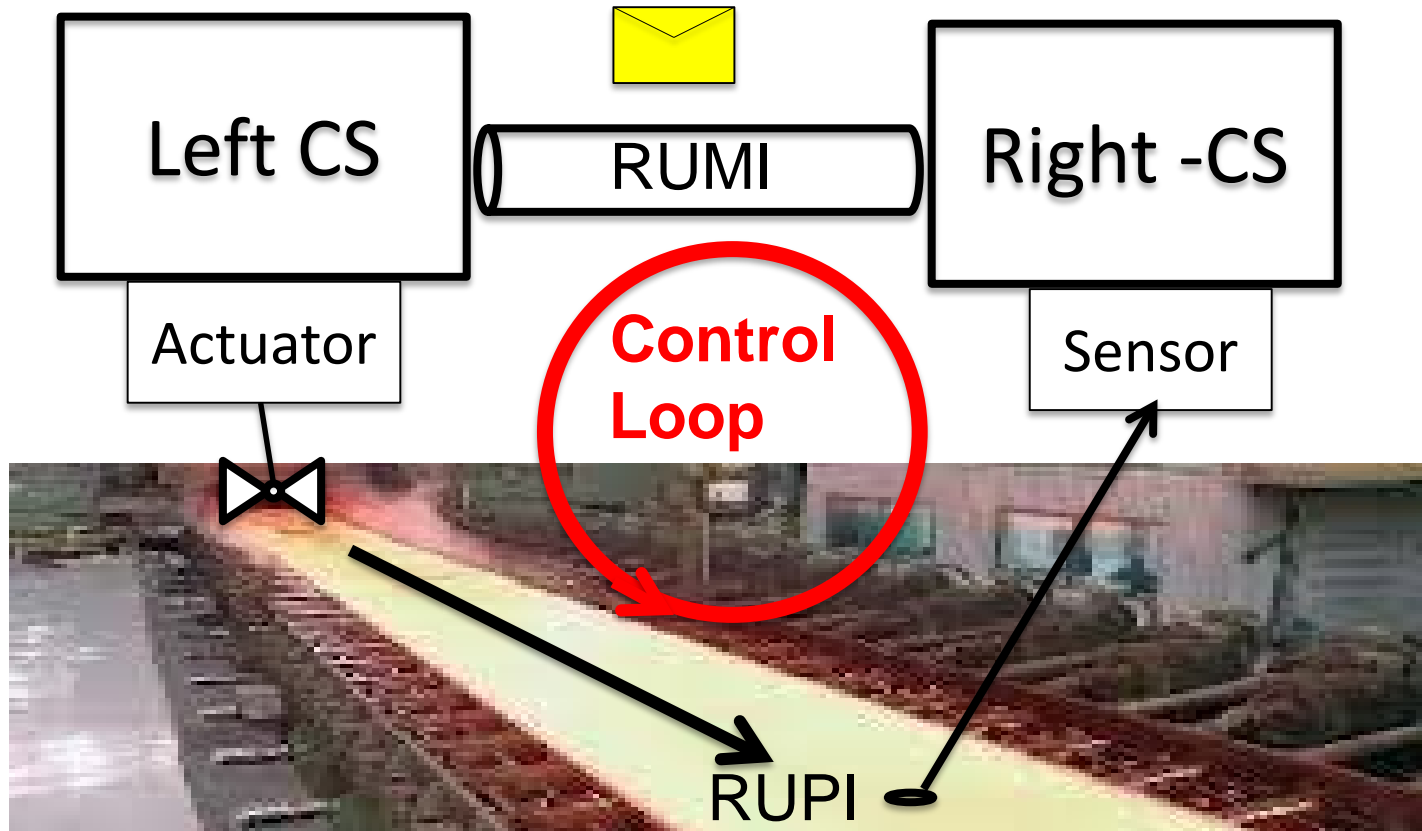 Left CS
RUMI
Right -CS
Actuator
Control
Loop
Sensor
RUPI